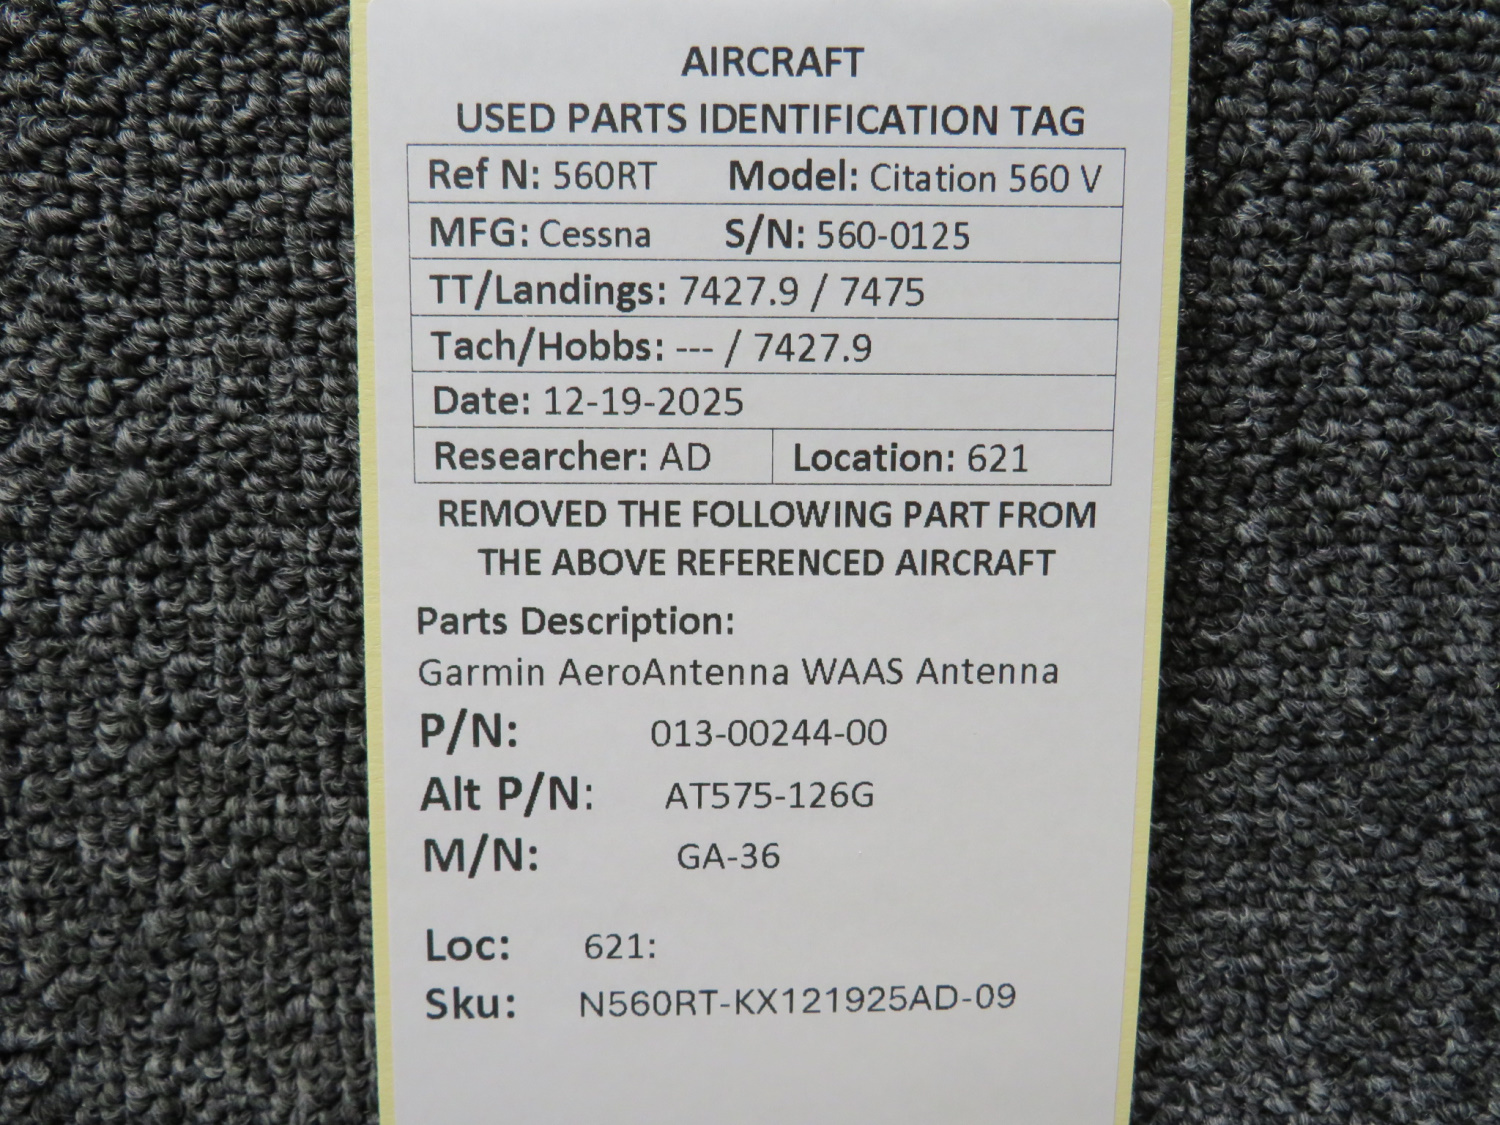 AIRCRAFT
USED PARTS IDENTIFICATION TAG
Ref N: 560RT Model: Citation 560 V
MFG: Cessna S/N: 560-0125
TT/Landings: 7427.9 / 7475
Tach/Hobbs: --- / 7427.9
Date: 12-19-2025
Researcher: AD Location: 621
REMOVED THE FOLLOWING PART FROM
THE ABOVE REFERENCED AIRCRAFT
Parts Description:
Garmin AeroAntenna WAAS Antenna
P/N: 013-00244-00
Alt P/N: AT575-126G
M/N: GA-36
Loc: 621:
Sku: N560RT-KX121925AD-09